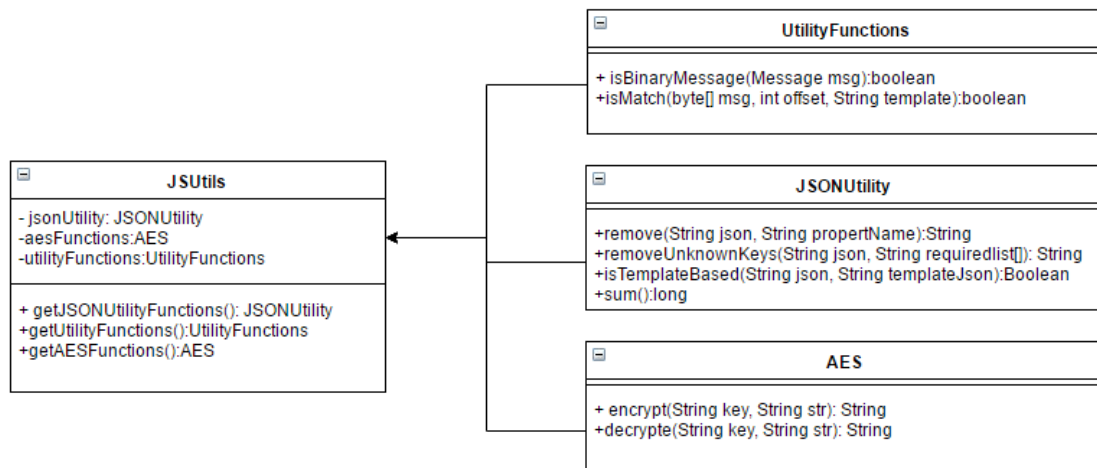 UtilityFunctions
+ isBinaryMessage(Message msg):boolean
+isMatch(byte[] msg, int offset, String template):boolean
JSUtils
- jsonUtility: JSONUtility
-aesFunctions:AES
-utilityFunctions:UtilityFunctions
+ getJSONUtilityFunctions(): JSONUtility
+getUtilityFunctions():UtilityFunctions
+getAESFunctions():AES
JSONUtility
+remove(String json, String propertName):String
+removeUnknownKeys(String json, String requiredlist[]): String
+isTemplateBased(String json, String templateJson):Boolean
+sum():long
AES
+ encrypt(String key, String str): String
+decrypte(String key, String str): String